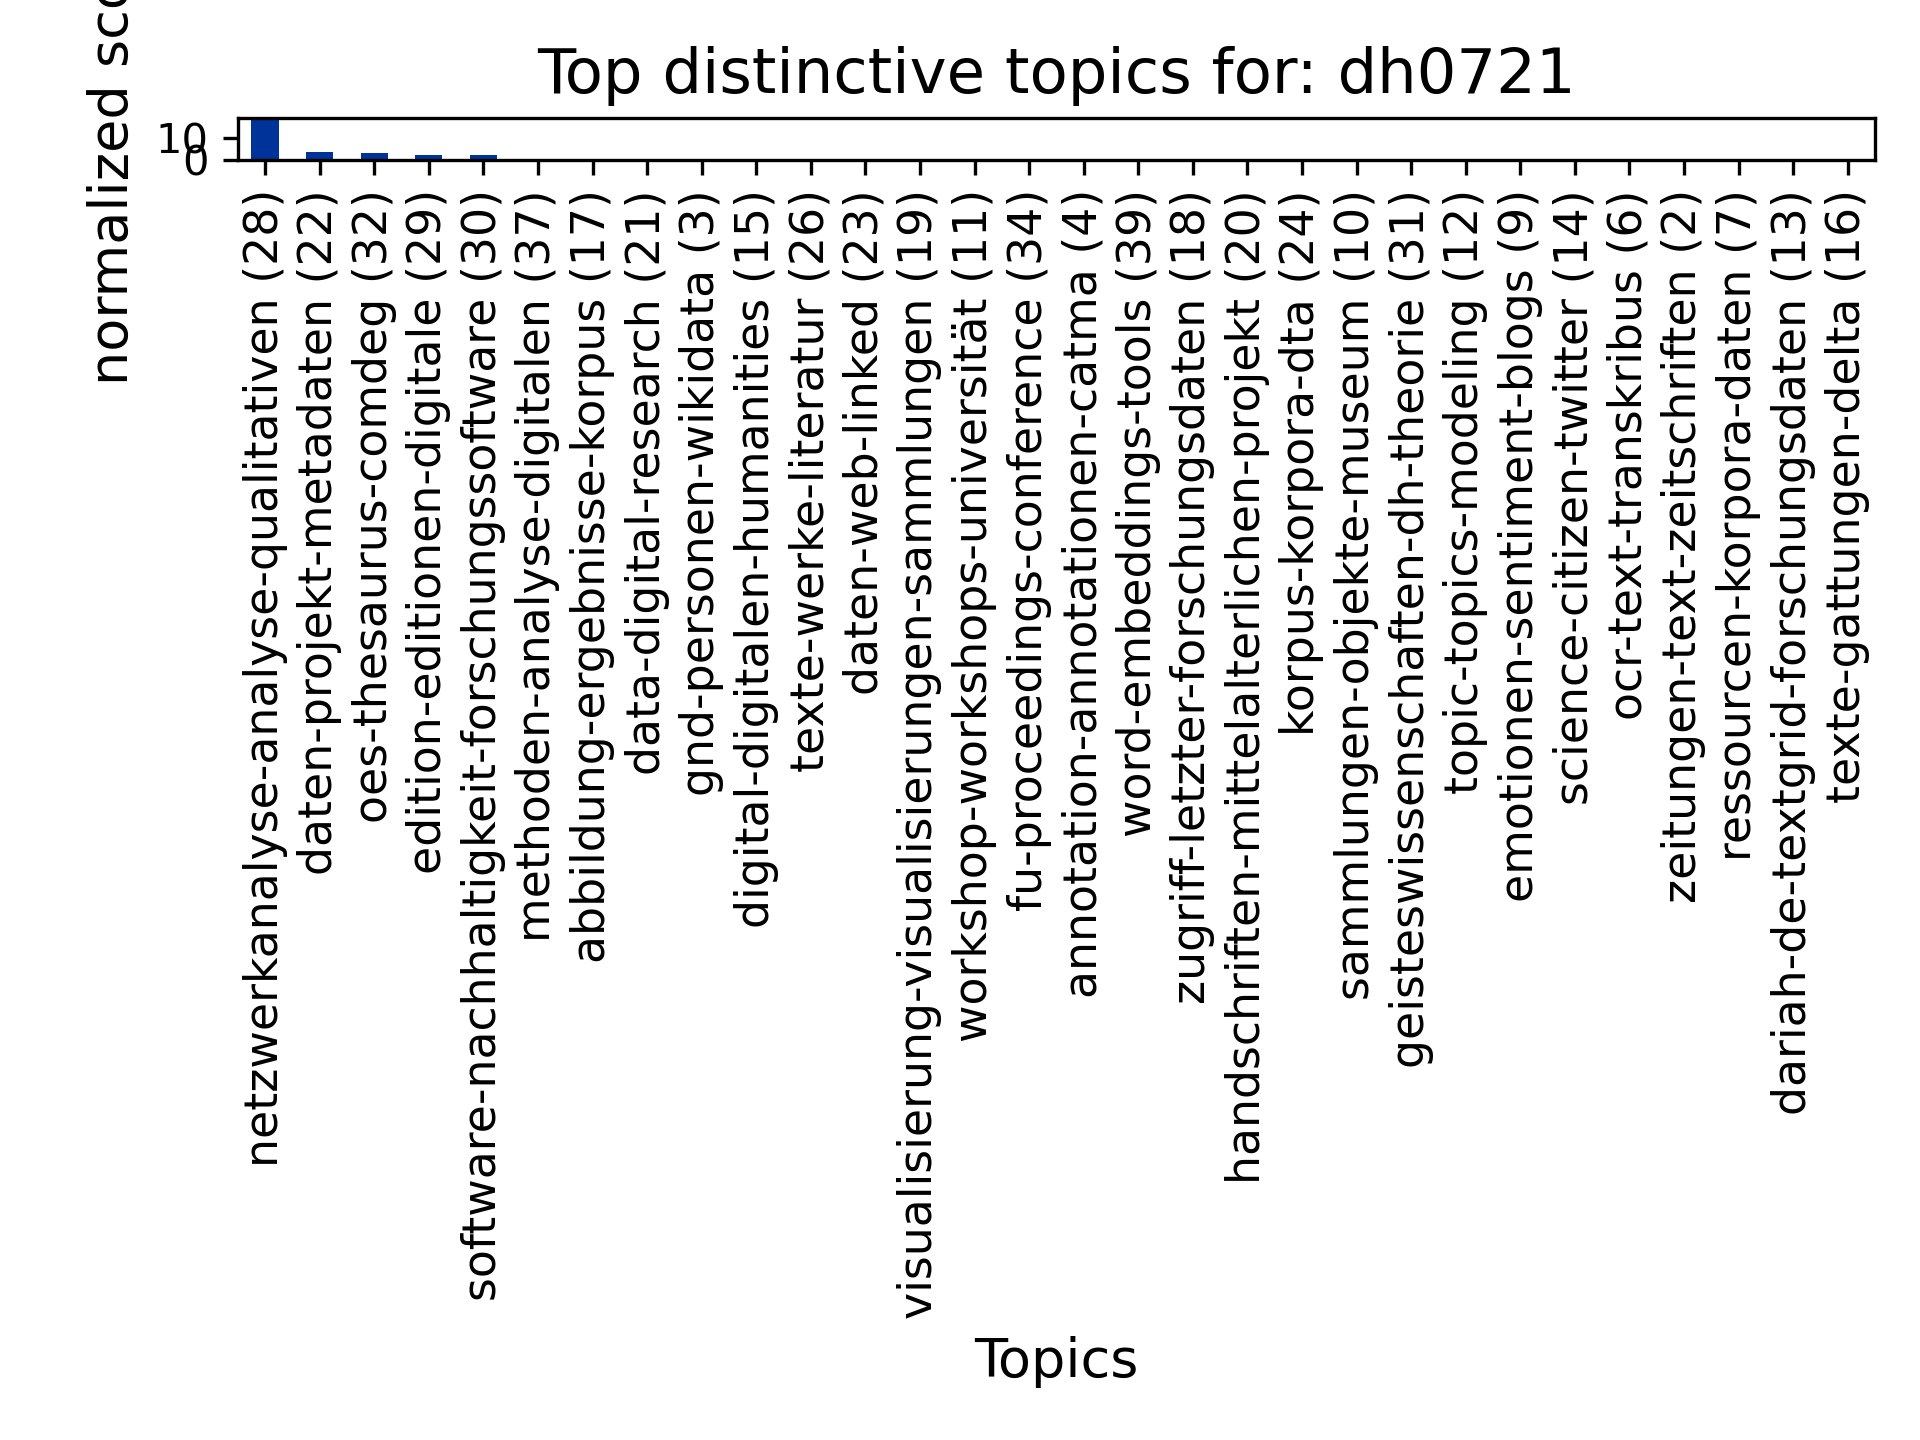 Top distinctive topics for: dh0721
normalized sco
10
0
netzwerkanalyse-analyse-qualitativen (28)
daten-projekt-metadaten (22)
oes-thesaurus-comdeg (32)
edition-editionen-digitale (29)
software-nachhaltigkeit-forschungssoftware (30)
methoden-analyse-digitalen (37)
abbildung-ergebnisse-korpus (17)
data-digital-research (21)
gnd-personen-wikidata (3)
digital-digitalen-humanities (15)
texte-werke-literatur (26)
daten-web-linked (23)
visualisierung-visualisierungen-sammlungen (19)
workshop-workshops-universität (11)
fu-proceedings-conference (34)
annotation-annotationen-catma (4)
word-embeddings-tools (39)
zugriff-letzter-forschungsdaten (18)
handschriften-mittelalterlichen-projekt (20)
korpus-korpora-dta (24)
sammlungen-objekte-museum (10)
geisteswissenschaften-dh-theorie (31)
topic-topics-modeling (12)
emotionen-sentiment-blogs (9)
science-citizen-twitter (14)
ocr-text-transkribus (6)
zeitungen-text-zeitschriften (2)
ressourcen-korpora-daten (7)
dariah-de-textgrid-forschungsdaten (13)
texte-gattungen-delta (16)
Topics